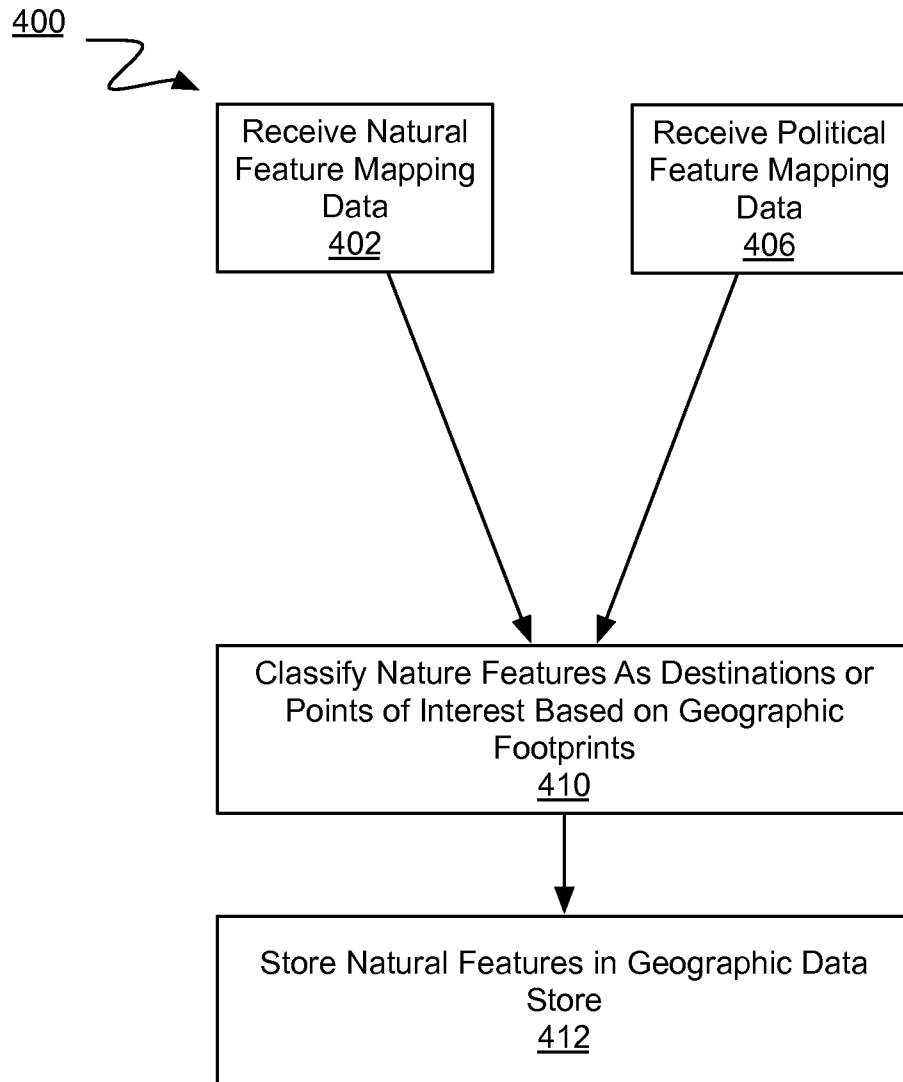 400
Receive Natural
Feature Mapping
Data
402
Receive Political
Feature Mapping
Data
406
Classify Nature Features As Destinations or
Points of Interest Based on Geographic
Footprints
410
Store Natural Features in Geographic Data
Store
412